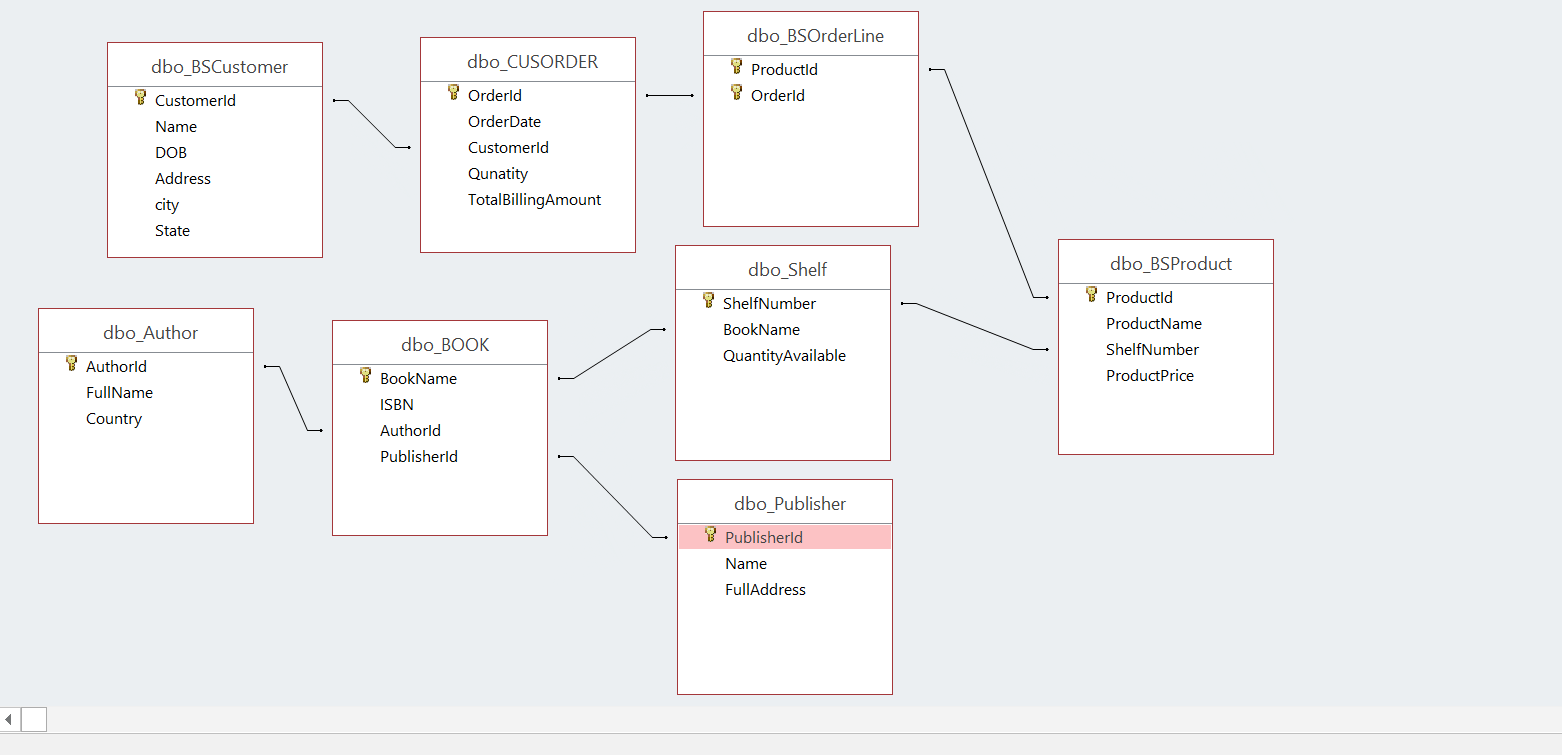 dbo_BSCustomer
CustomerId
Name
DOB
Address
city
State
dbo_CUSORDER
OrderId
OrderDate
CustomerId
Qunatity
TotalBillingAmount
dbo_BSOrderLine
ProductId
OrderId
dbo_Author
AuthorId
FullName
Country
dbo_BOOK
BookName
ISBN
AuthorId
PublisherId
dbo_Shelf
ShelfNumber
BookName
QuantityAvailable
dbo_BSProduct
ProductId
ProductName
ShelfNumber
ProductPrice
dbo_Publisher
PublisherId
Name
FullAddress